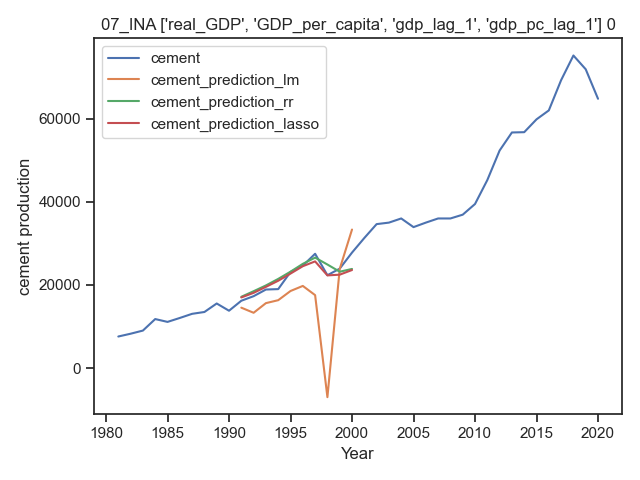 07_INA ['real_GDP', 'GDP_per_capita', 'gdp_lag_1', 'gdp_pc_lag_1'] 0
cement
cement_prediction_lm
cement_prediction_rr
cement_prediction_lasso
cement production
60000
40000
20000
0
1980 1985 1990 1995 2000 2005 2010 2015 2020
Year